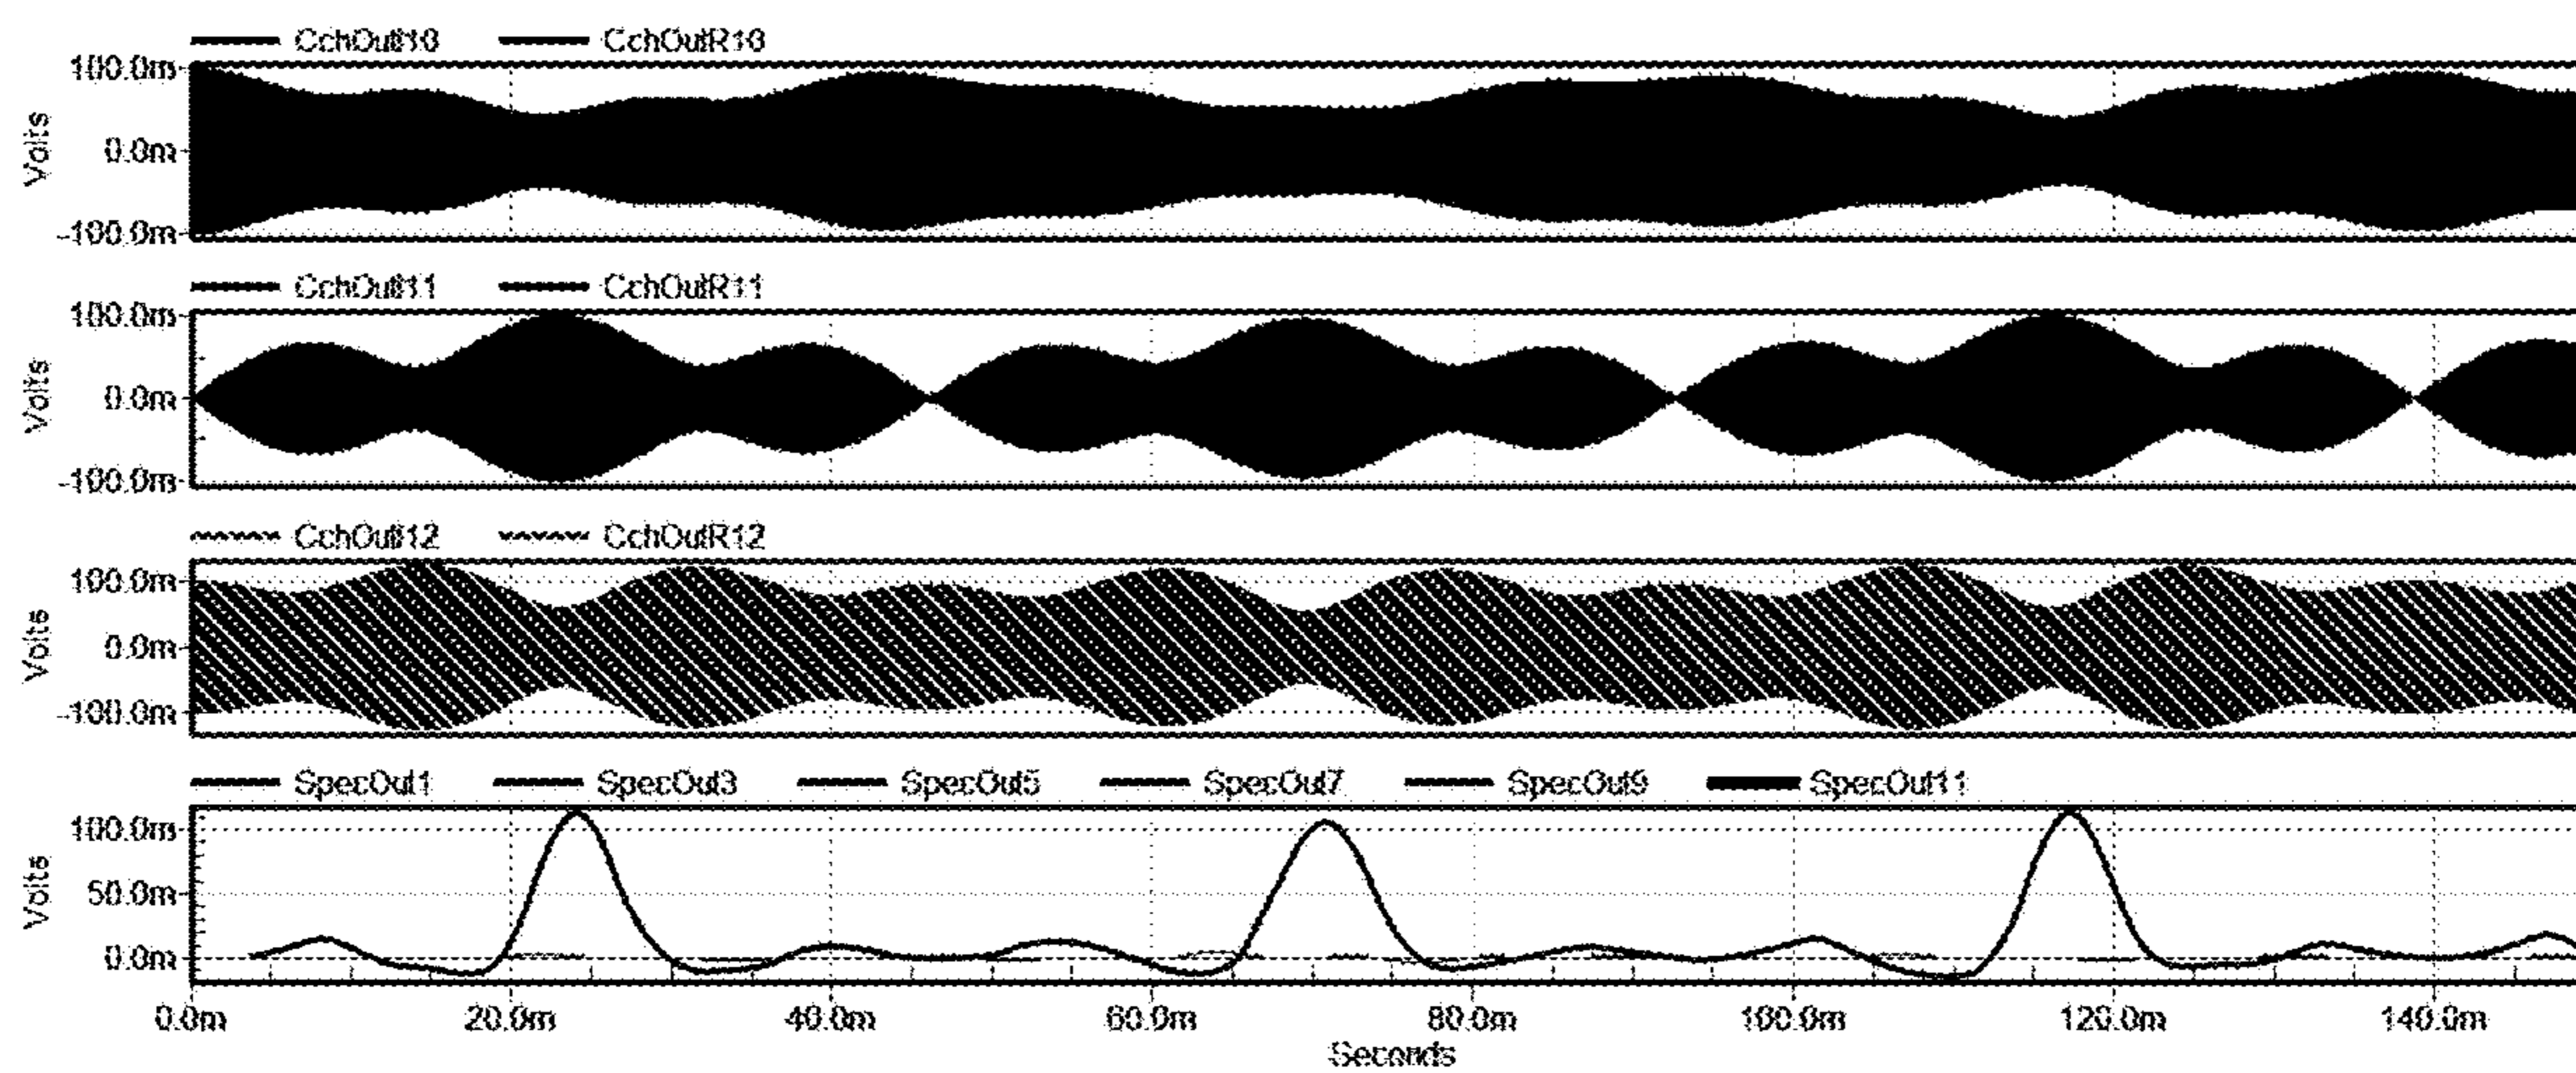 CchOutI10 CchOutR10
100.0m
Volts
0.0m
-100.0m
CchOutI11 CchOutR11
100.0m
Volts
0.0m
-100.0m
CchOutI12 CchOutR12
100.0m
Volts
0.0m
-100.0m
SpecOut1 SpecOut3 SpecOut5 SpecOut7 SpecOut9 SpecOut11
100.0m
Volts
50.0m
0.0m
0.0m 20.0m 40.0m 60.0m 80.0m 100.0m 120.0m 140.0m
Seconds